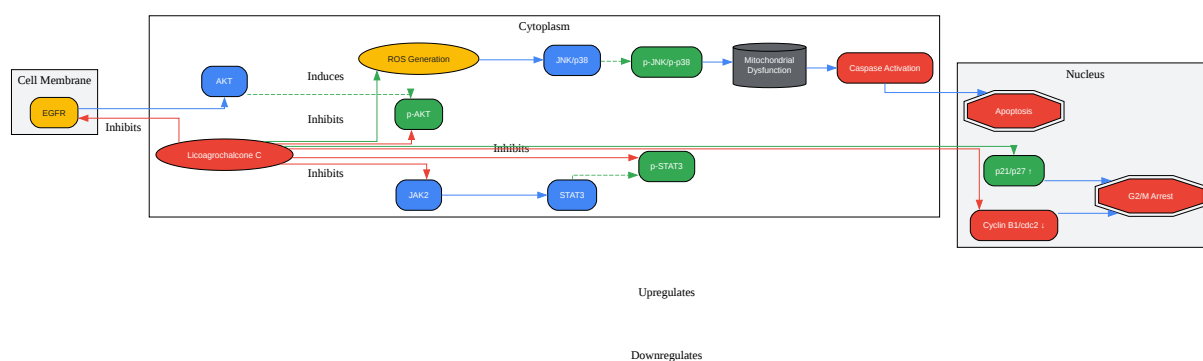 Cytoplasm
Cell Membrane
EGFR
Inhibits
AKT
Induces
ROS Generation
p-AKT
Inhibits
Licoagrochalcone C
Inhibits
Inhibits
JAK2
STAT3
p-STAT3
JNK/p38
p-JNK/p-p38
Mitochondrial
Dysfunction
Caspase Activation
Nucleus
Apoptosis
p21/p27 ↑
G2/M Arrest
Cyclin B1/cdc2 ↓
Upregulates
Downregulates